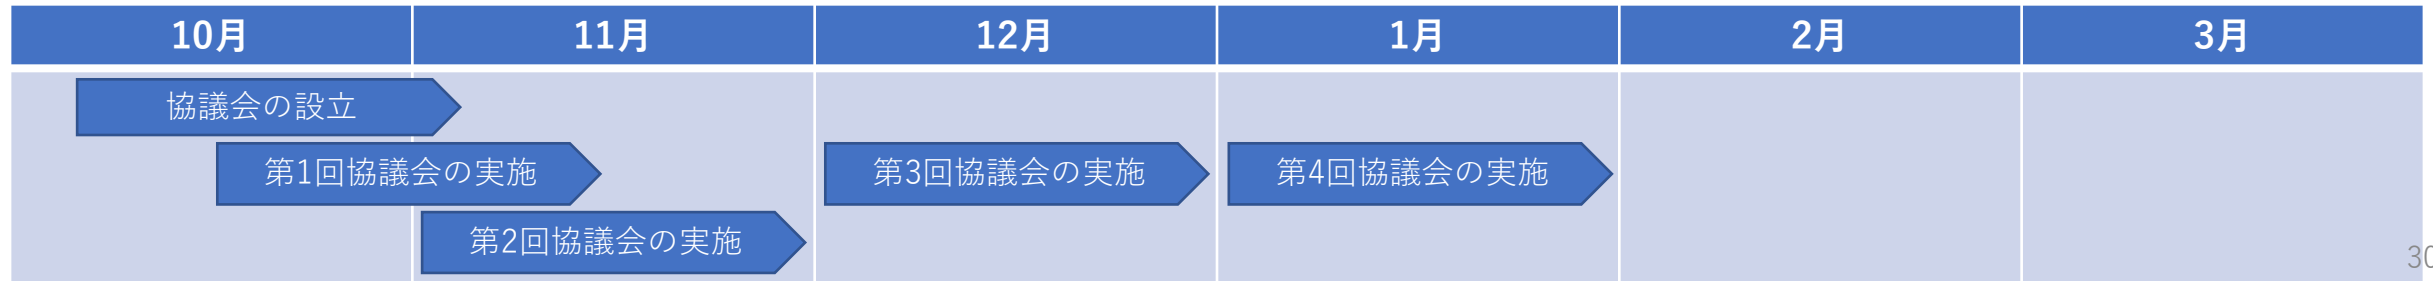 10月 11月 12月 1月 2月 3月
協議会の設立
第1回協議会の実施 第3回協議会の実施 第4回協議会の実施
第2回協議会の実施
30